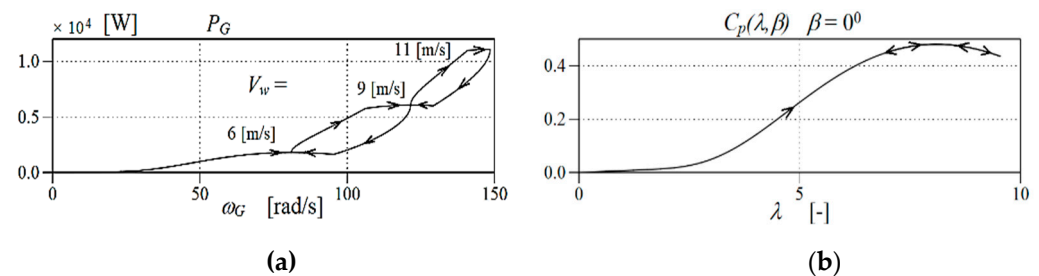 × 10⁴ [W] P_G
11 [m/s]
1.0
V_w = 9 [m/s]
0.5
6 [m/s]
0.0
0 50 100 150
ω_G [rad/s]
(a)
C_p(λ,β) β = 0⁰
0.4
0.2
0.0
0 5 10
λ [-]
(b)